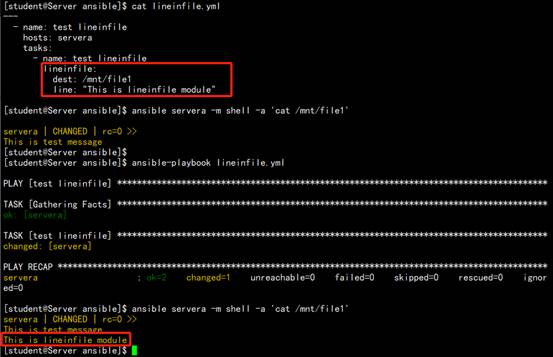 [student@Server ansible]$ cat lineinfile.yml
---
- name: test lineinfile
hosts: servera
tasks:
- name: test lineinfile
lineinfile:
dest: /mnt/file1
line: "This is lineinfile module"
[student@Server ansible]$ ansible servera -m shell -a 'cat /mnt/file1'
servera | CHANGED | rc=0 >>
This is test message
[student@Server ansible]$
[student@Server ansible]$ ansible-playbook lineinfile.yml
PLAY [test lineinfile] ************************************************************************************
TASK [Gathering Facts] ************************************************************************************
ok: [servera]
TASK [test lineinfile] ************************************************************************************
changed: [servera]
PLAY RECAP ************************************************************************************************
servera : ok=2 changed=1 unreachable=0 failed=0 skipped=0 rescued=0 ignor
ed=0
[student@Server ansible]$ ansible servera -m shell -a 'cat /mnt/file1'
servera | CHANGED | rc=0 >>
This is test message
This is lineinfile module
[student@Server ansible]$